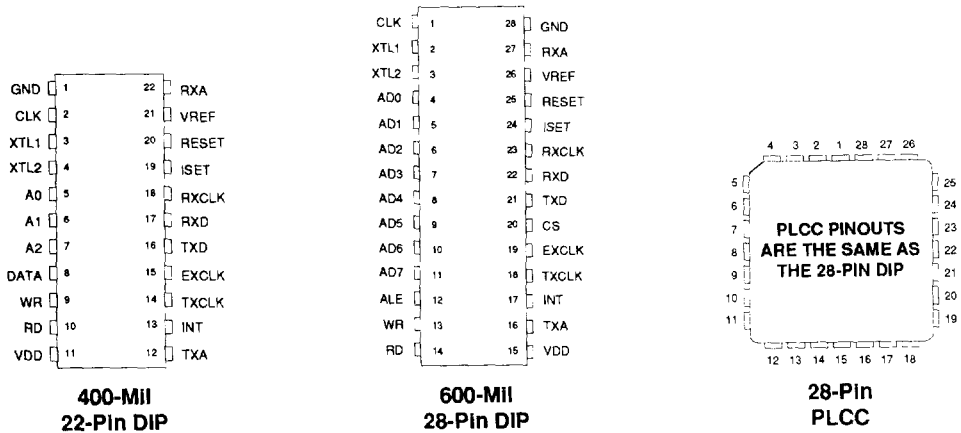 GND 1 22 RXA
CLK 2 21 VREF
XTL1 3 20 RESET
XTL2 4 19 ISET
A0 5 18 RXCLK
A1 6 17 RXD
A2 7 16 TXD
DATA 8 15 EXCLK
WR 9 14 TXCLK
RD 10 13 INT
VDD 11 12 TXA
400-Mil
22-Pin DIP
CLK 1 28 GND
XTL1 2 27 RXA
XTL2 3 26 VREF
AD0 4 25 RESET
AD1 5 24 ISET
AD2 6 23 RXCLK
AD3 7 22 RXD
AD4 8 21 TXD
AD5 9 20 CS
AD6 10 19 EXCLK
AD7 11 18 TXCLK
ALE 12 17 INT
WR 13 16 TXA
RD 14 15 VDD
600-Mil
28-Pin DIP
4 3 2 1 28 27 26
5 25
6 24
7 23
8 22
9 21
10 20
11 19
PLCC PINOUTS
ARE THE SAME AS
THE 28-PIN DIP
12 13 14 15 16 17 18
28-Pin
PLCC